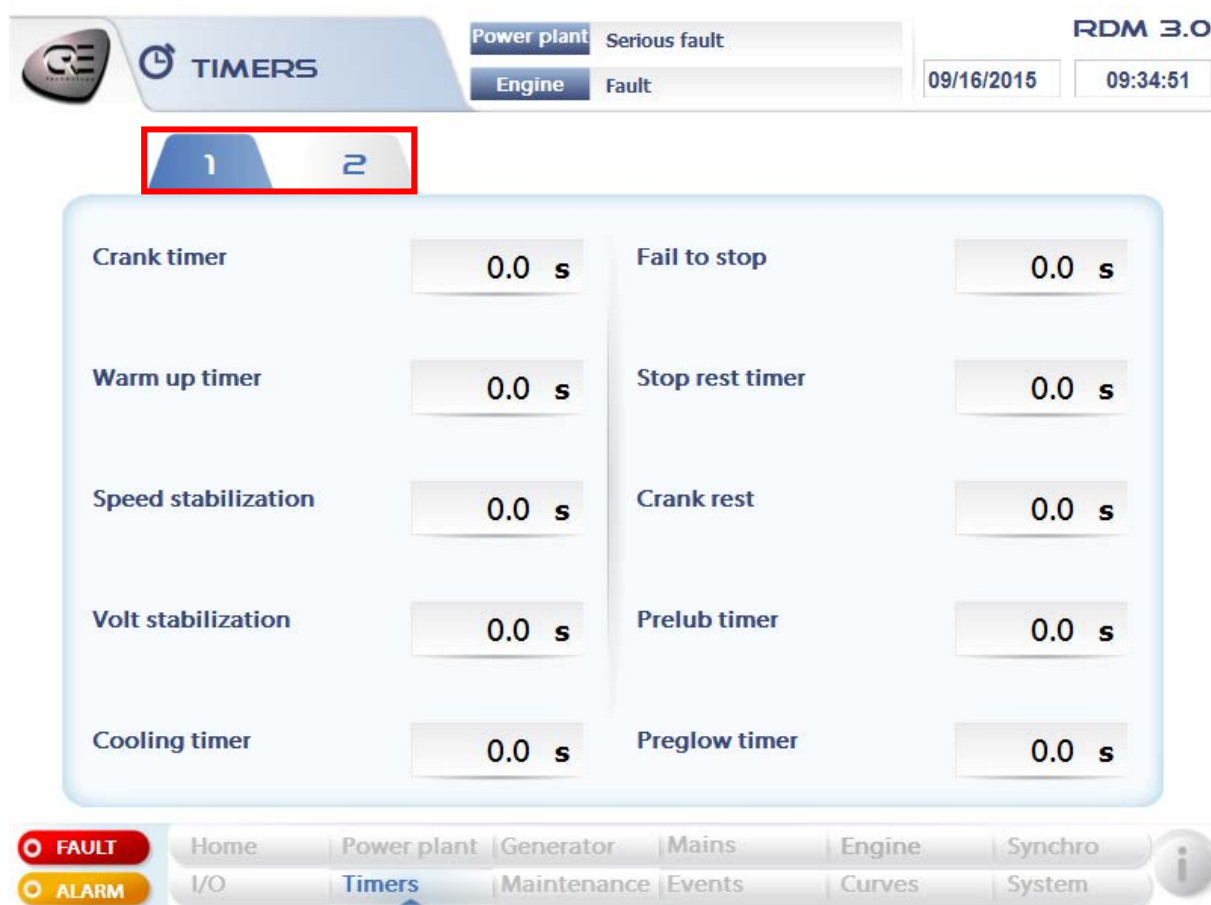 CRE
TIMERS
Power plant Serious fault
Engine Fault
RDM 3.0
09/16/2015 09:34:51
1 2
Crank timer 0.0 s
Fail to stop 0.0 s
Warm up timer 0.0 s
Stop rest timer 0.0 s
Speed stabilization 0.0 s
Crank rest 0.0 s
Volt stabilization 0.0 s
Prelub timer 0.0 s
Cooling timer 0.0 s
Preglow timer 0.0 s
FAULT Home Power plant Generator Mains Engine Synchro
ALARM I/O Timers Maintenance Events Curves System
i